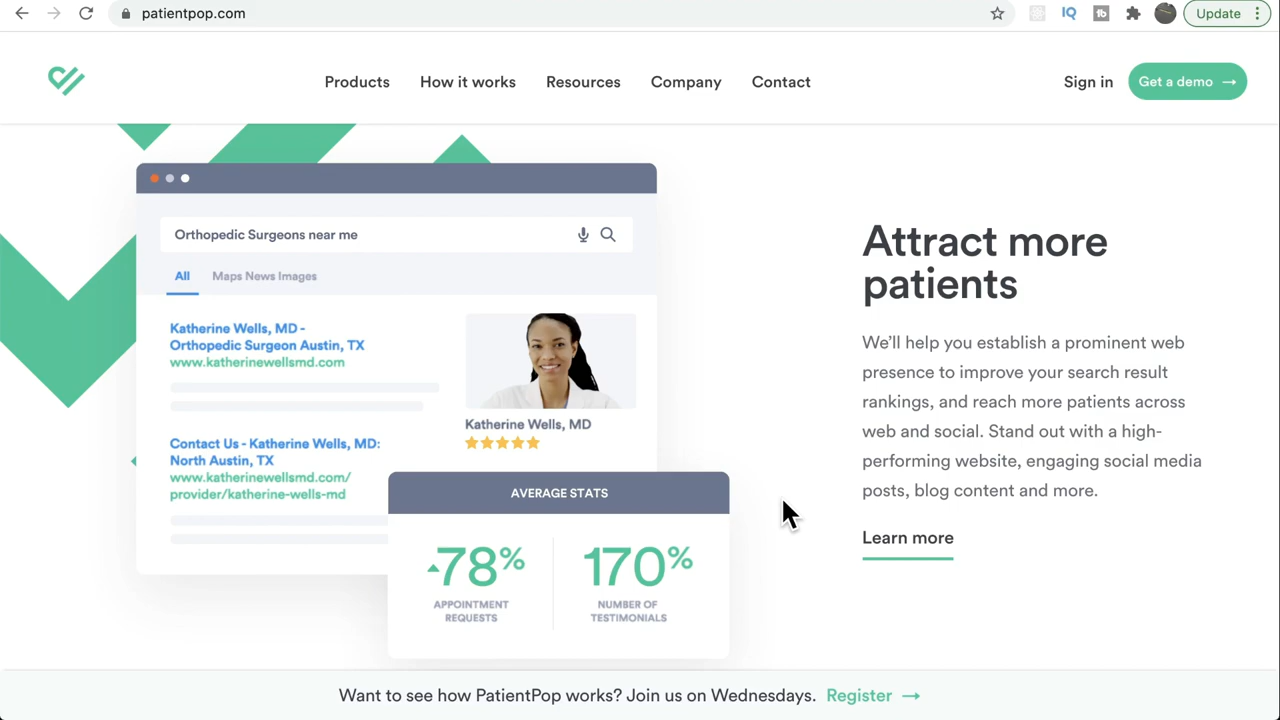 patientpop.com
Update
Products How it works Resources Company Contact
Sign in
Get a demo →
Orthopedic Surgeons near me
All Maps News Images
Katherine Wells, MD -
Orthopedic Surgeon Austin, TX
www.katherinewellsmd.com
Contact Us - Katherine Wells, MD:
North Austin, TX
www.katherinewellsmd.com/
provider/katherine-wells-md
Katherine Wells, MD
AVERAGE STATS
78%
APPOINTMENT
REQUESTS
170%
NUMBER OF
TESTIMONIALS
Attract more
patients
We’ll help you establish a prominent web
presence to improve your search result
rankings, and reach more patients across
web and social. Stand out with a high-
performing website, engaging social media
posts, blog content and more.
Learn more
Want to see how PatientPop works? Join us on Wednesdays. Register →
IQ
tb